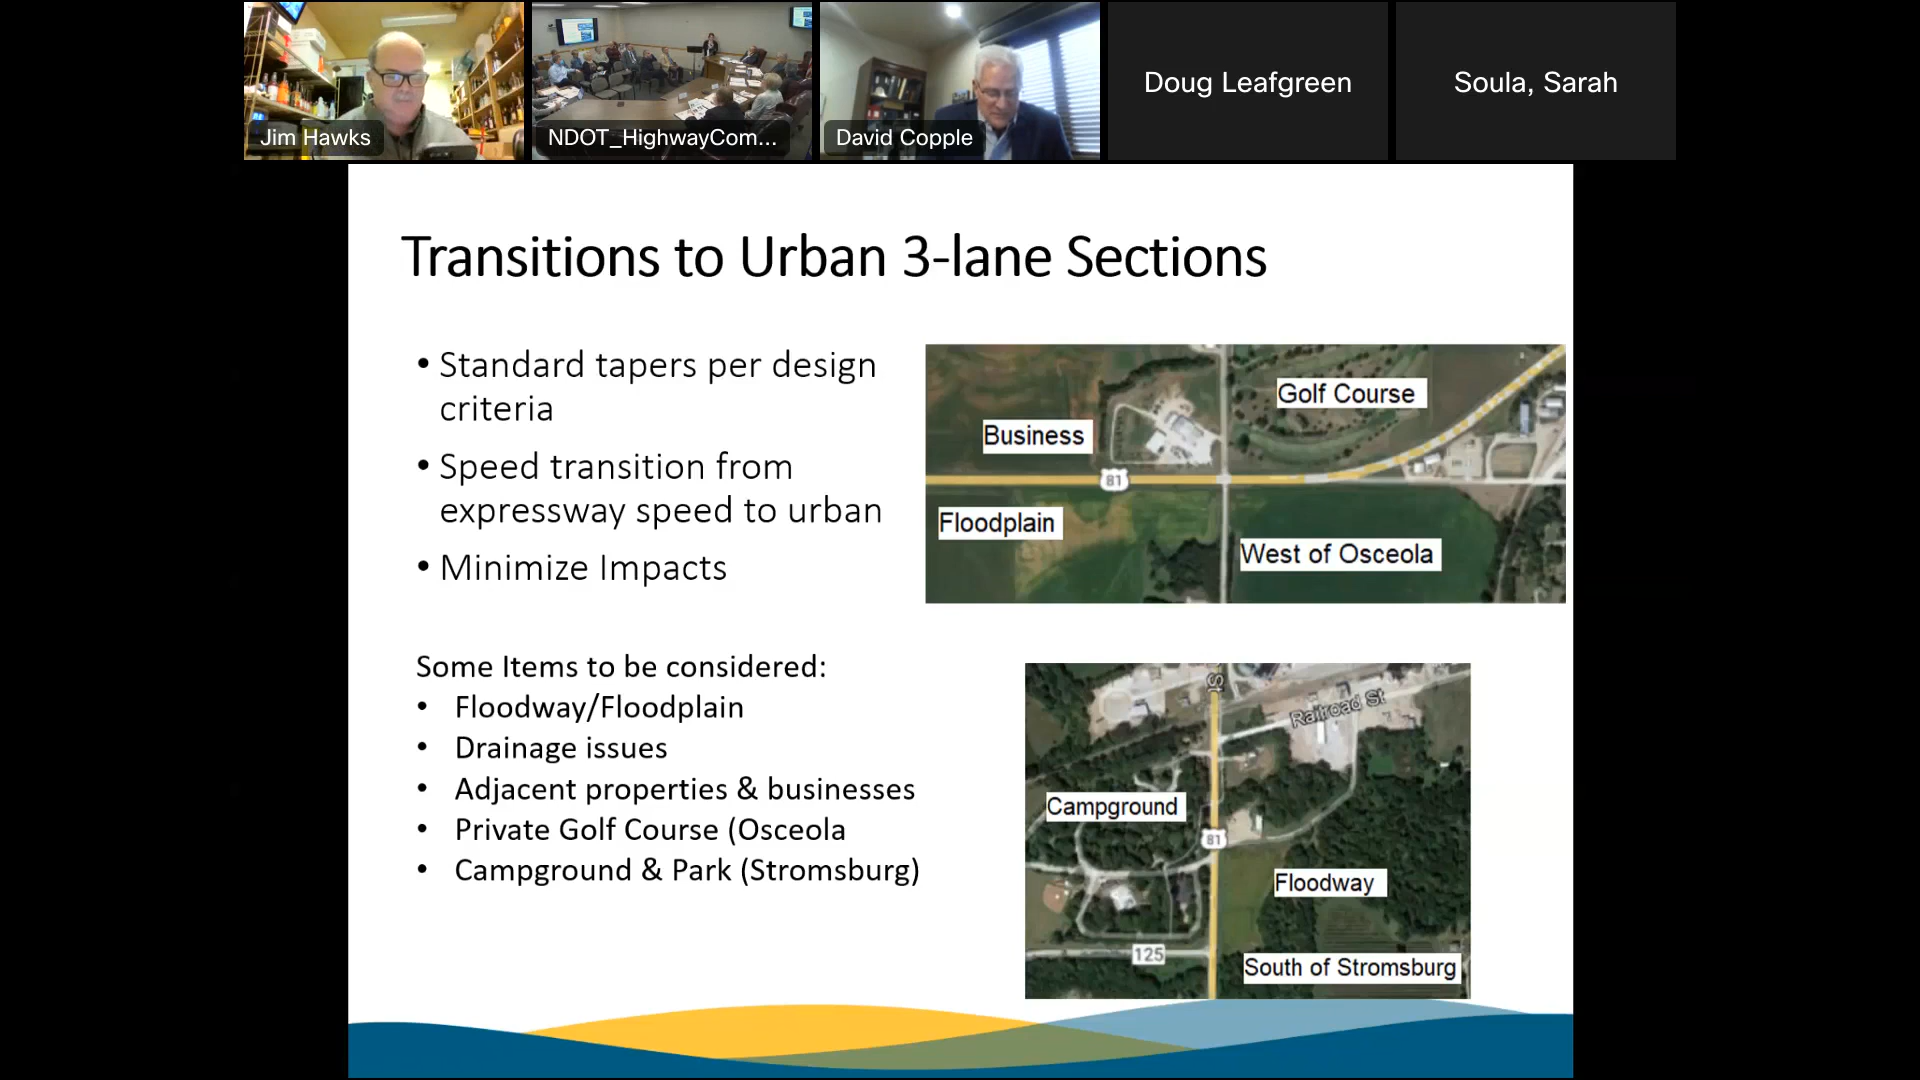 Jim Hawks
NDOT_HighwayCom...
David Copple
Doug Leafgreen
Soula, Sarah
Transitions to Urban 3-lane Sections
• Standard tapers per design
criteria
• Speed transition from
expressway speed to urban
• Minimize Impacts
Some Items to be considered:
• Floodway/Floodplain
• Drainage issues
• Adjacent properties & businesses
• Private Golf Course (Osceola
• Campground & Park (Stromsburg)
Golf Course
Business
81
Floodplain
West of Osceola
St
Railroad St
Campground
81
Floodway
125
South of Stromsburg